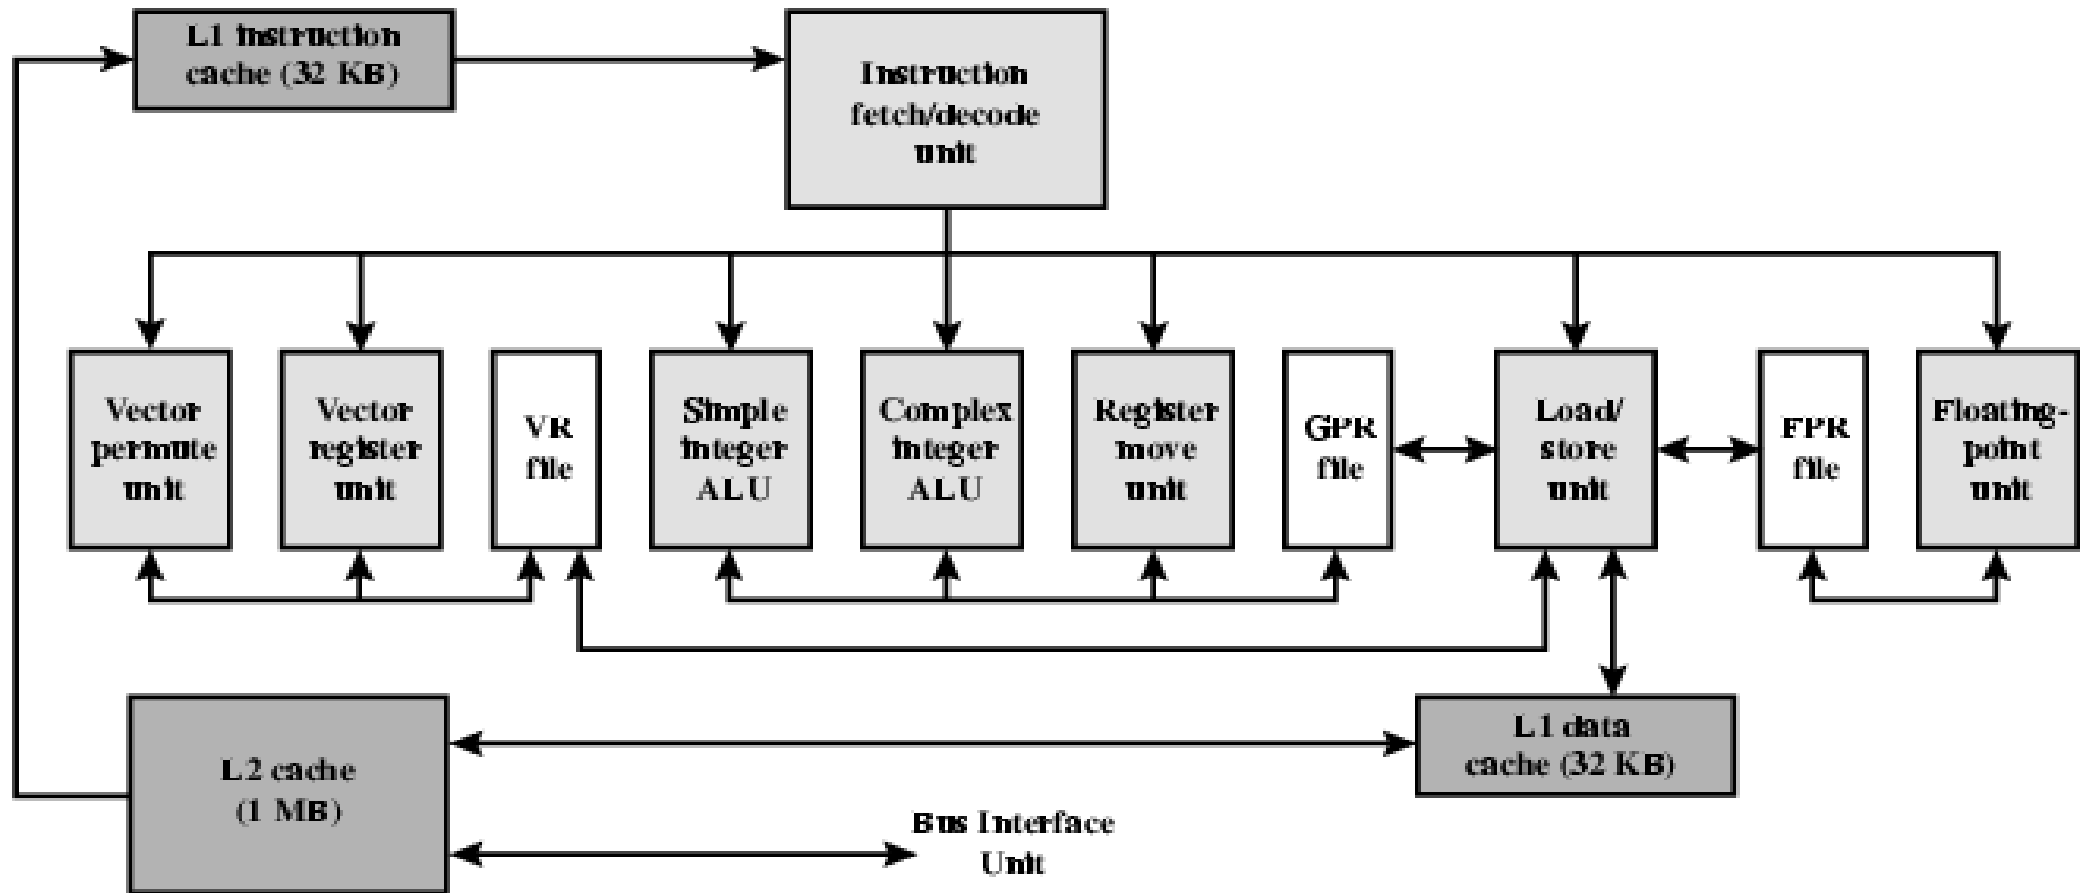 L1 instruction
cache (32 KB)
Instruction
fetch/decode
unit
Vector
permute
unit
Vector
register
unit
VR
file
Simple
integer
ALU
Complex
integer
ALU
Register
move
unit
GPR
file
Load/
store
unit
FPR
file
Floating-
point
unit
L1 data
cache (32 KB)
L2 cache
(1 MB)
Bus Interface
Unit